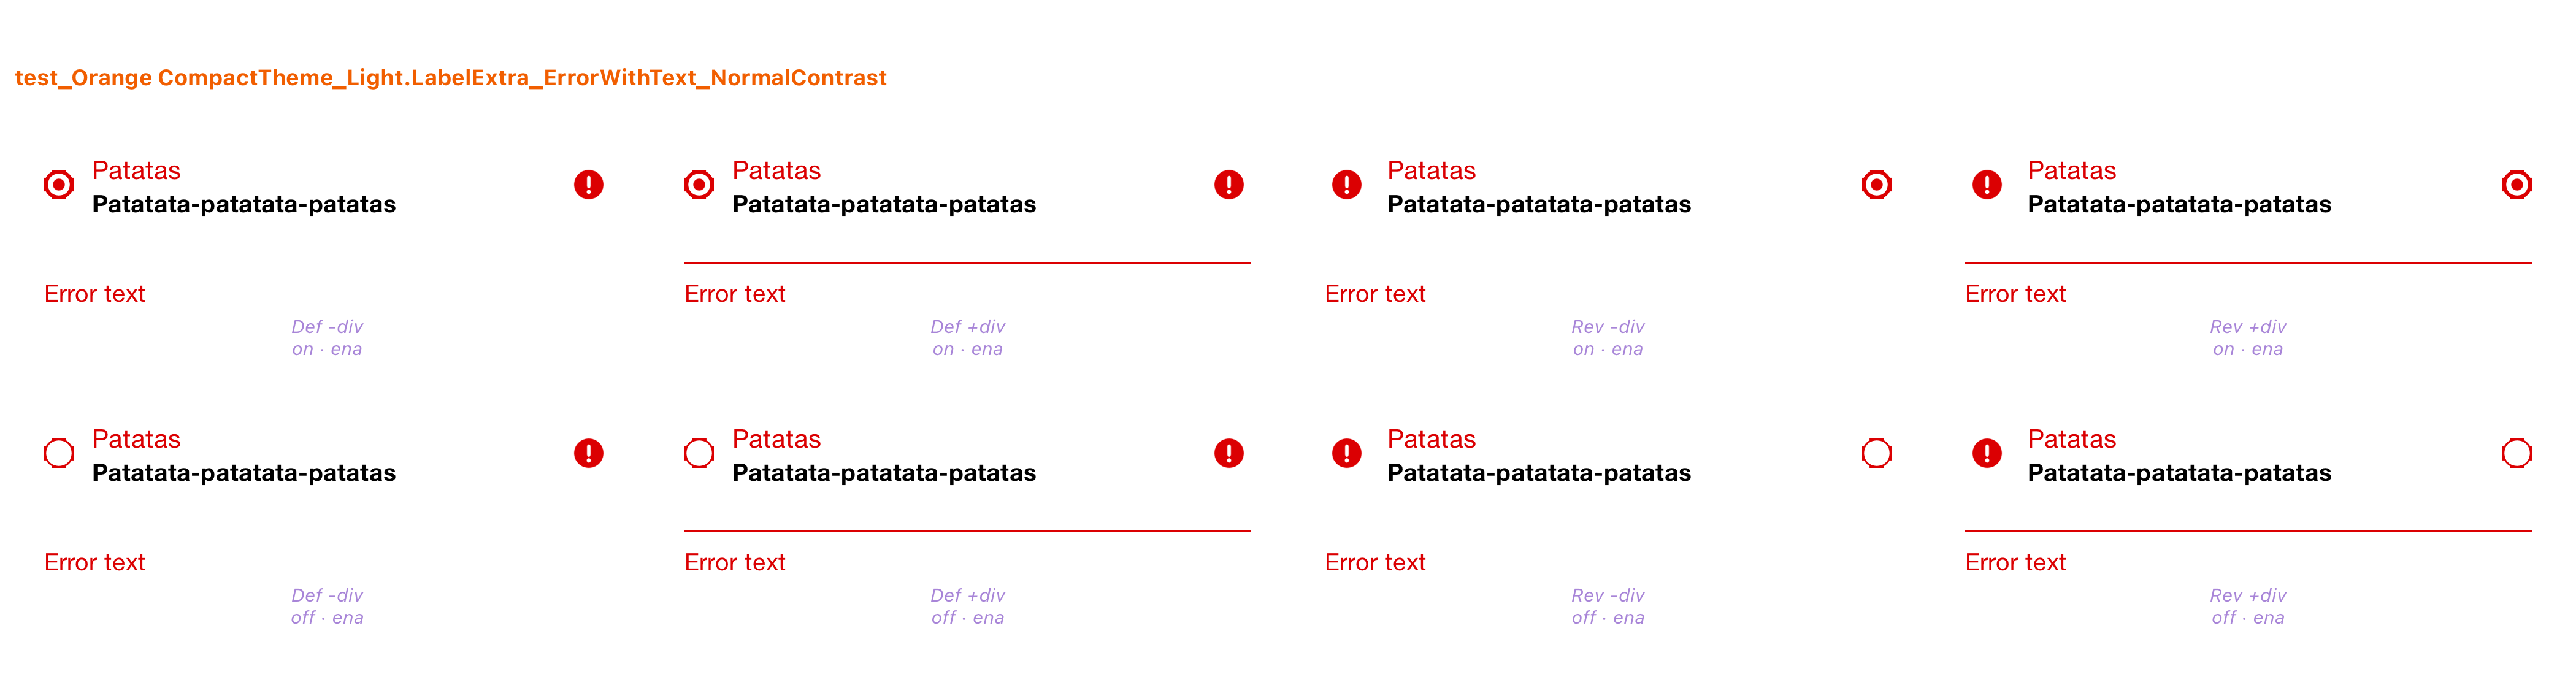 test_Orange CompactTheme_Light.LabelExtra_ErrorWithText_NormalContrast
Patatas
Patatata-patatata-patatas
Error text
Def -div
on · ena
Patatas
Patatata-patatata-patatas
Error text
Def +div
on · ena
Patatas
Patatata-patatata-patatas
Error text
Rev -div
on · ena
Patatas
Patatata-patatata-patatas
Error text
Rev +div
on · ena
Patatas
Patatata-patatata-patatas
Error text
Def -div
off · ena
Patatas
Patatata-patatata-patatas
Error text
Def +div
off · ena
Patatas
Patatata-patatata-patatas
Error text
Rev -div
off · ena
Patatas
Patatata-patatata-patatas
Error text
Rev +div
off · ena